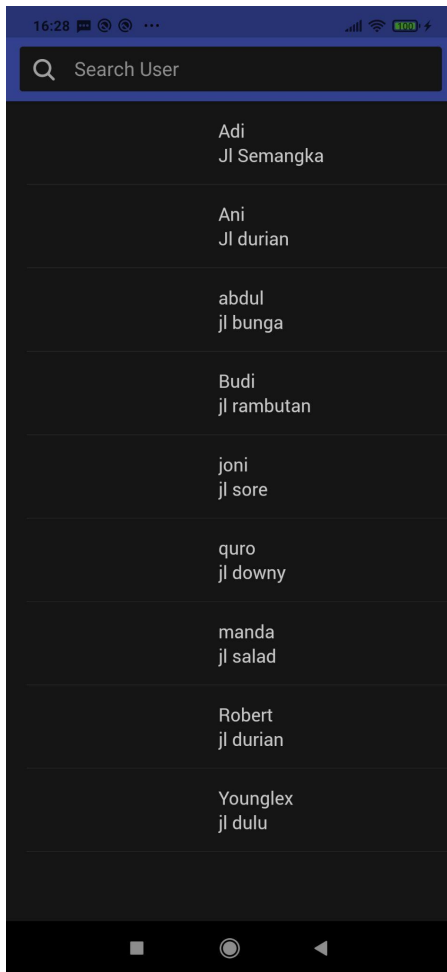 16:28
100
Search User
Adi
Jl Semangka
Ani
Jl durian
abdul
jl bunga
Budi
jl rambutan
joni
jl sore
quro
jl downy
manda
jl salad
Robert
jl durian
Younglex
jl dulu